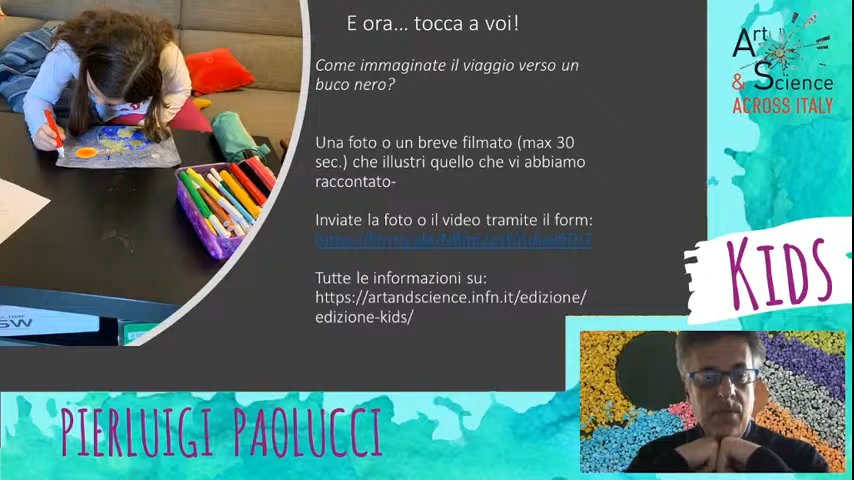 E ora... tocca a voi!
Come immaginate il viaggio verso un
buco nero?
Una foto o un breve filmato (max 30
sec.) che illustri quello che vi abbiamo
raccontato-
Inviate la foto o il video tramite il form:
Tutte le informazioni su:
https://artandscience.infn.it/edizione/
edizione-kids/
Art
& Science
ACROSS ITALY
KIDS
PIERLUIGI PAOLUCCI